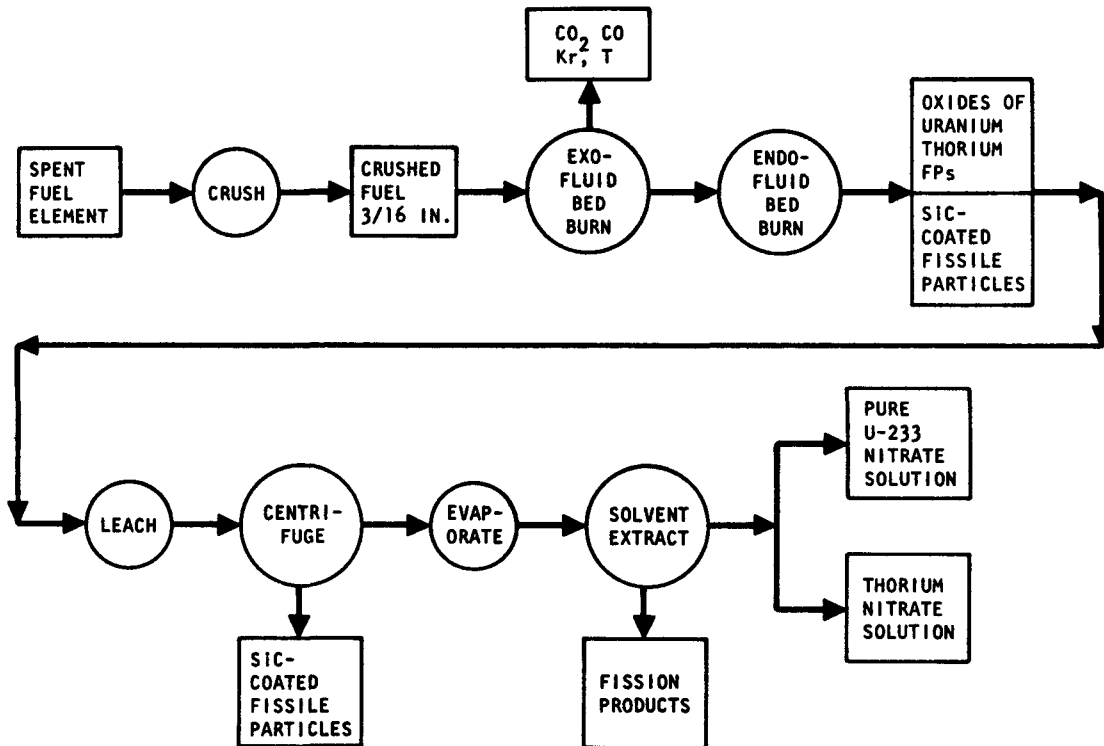 CO2 CO
Kr, T
SPENT
FUEL
ELEMENT
CRUSH
CRUSHED
FUEL
3/16 IN.
EXO-
FLUID
BED
BURN
ENDO-
FLUID
BED
BURN
OXIDES OF
URANIUM
THORIUM
FPs
SiC-
COATED
FISSILE
PARTICLES
LEACH
CENTRI-
FUGE
EVAP-
ORATE
SOLVENT
EXTRACT
PURE
U-233
NITRATE
SOLUTION
THORIUM
NITRATE
SOLUTION
SiC-
COATED
FISSILE
PARTICLES
FISSION
PRODUCTS